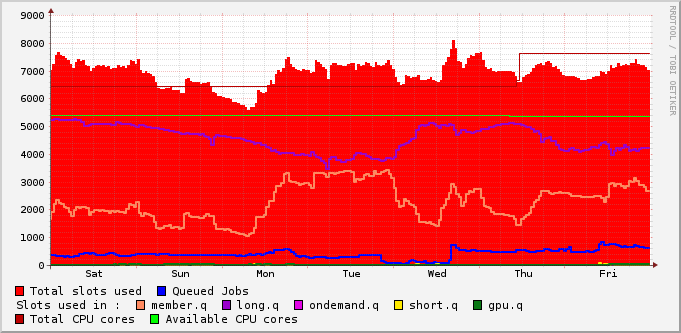 9000
8000
7000
6000
5000
4000
3000
2000
1000
0
Sat Sun Mon Tue Wed Thu Fri
Total slots used Queued Jobs
Slots used in : member.q long.q ondemand.q short.q gpu.q
Total CPU cores Available CPU cores
RRDTOOL / TOBI OETIKER